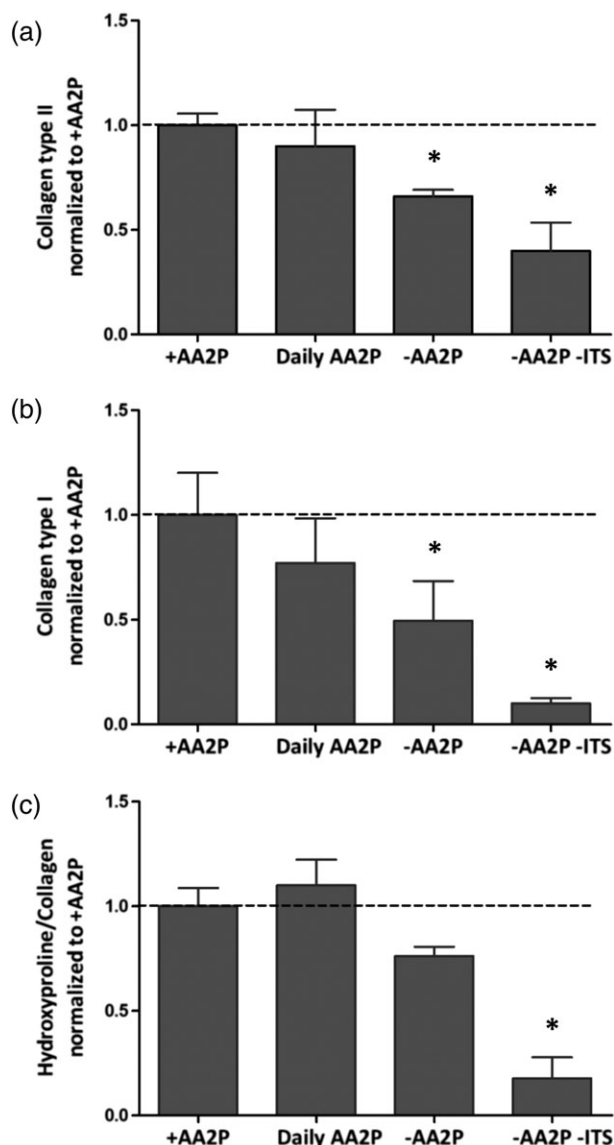 (a)
Collagen type II
normalized to +AA2P
1.5
1.0
0.5
0.0
*
*
+AA2P Daily AA2P -AA2P -AA2P -ITS
(b)
Collagen type I
normalized to +AA2P
1.5
1.0
0.5
0.0
*
*
+AA2P Daily AA2P -AA2P -AA2P -ITS
(c)
Hydroxyproline/Collagen
normalized to +AA2P
1.5
1.0
0.5
0.0
*
+AA2P Daily AA2P -AA2P -AA2P -ITS